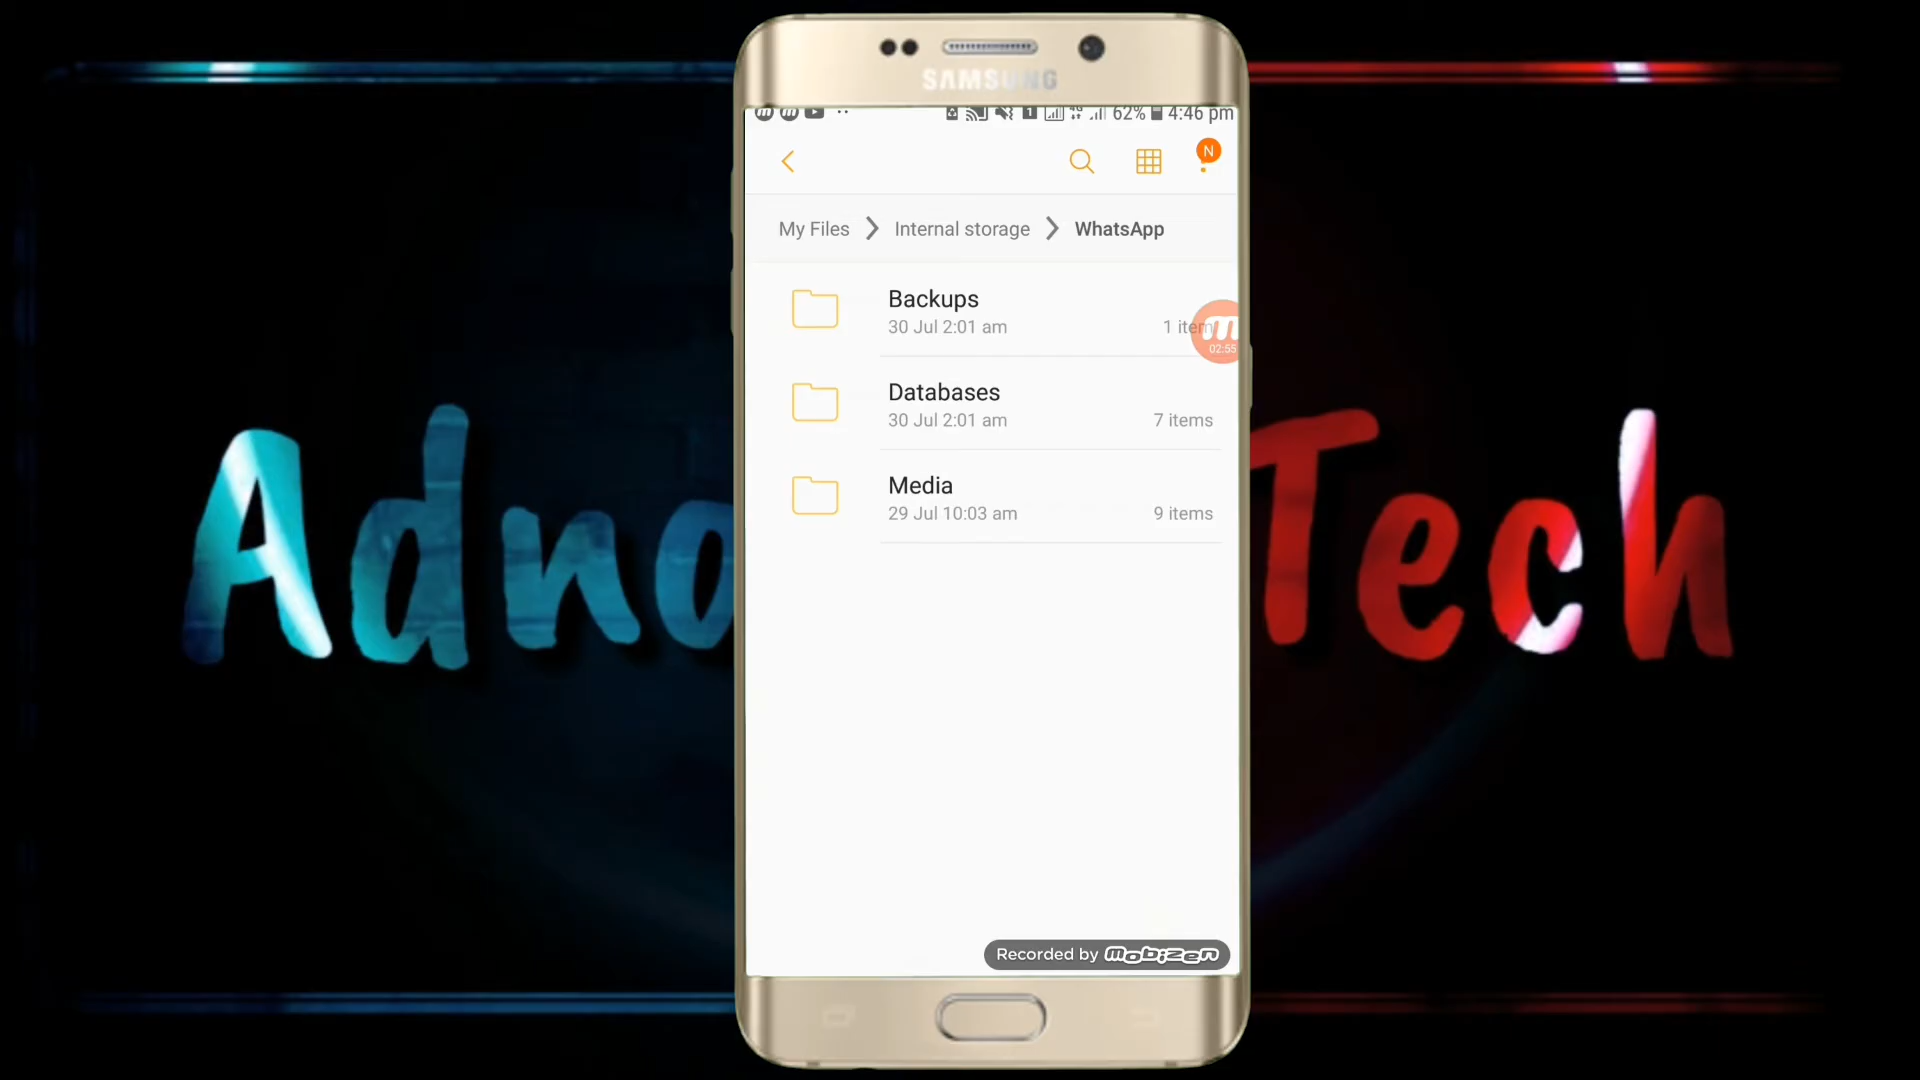 SAMSUNG
62% 4:46 pm
N
My Files Internal storage WhatsApp
Backups
30 Jul 2:01 am 1 item
02:55
Databases
30 Jul 2:01 am 7 items
Media
29 Jul 10:03 am 9 items
Tech
Recorded by mobizen